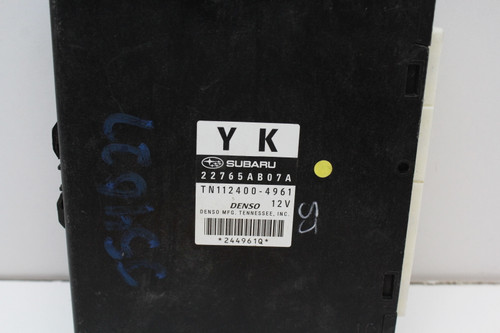 Y K
SUBARU
22765AB07A
TN112400-4961
DENSO 12V
DENSO MFG. TENNESSEE, INC.
*244961Q*